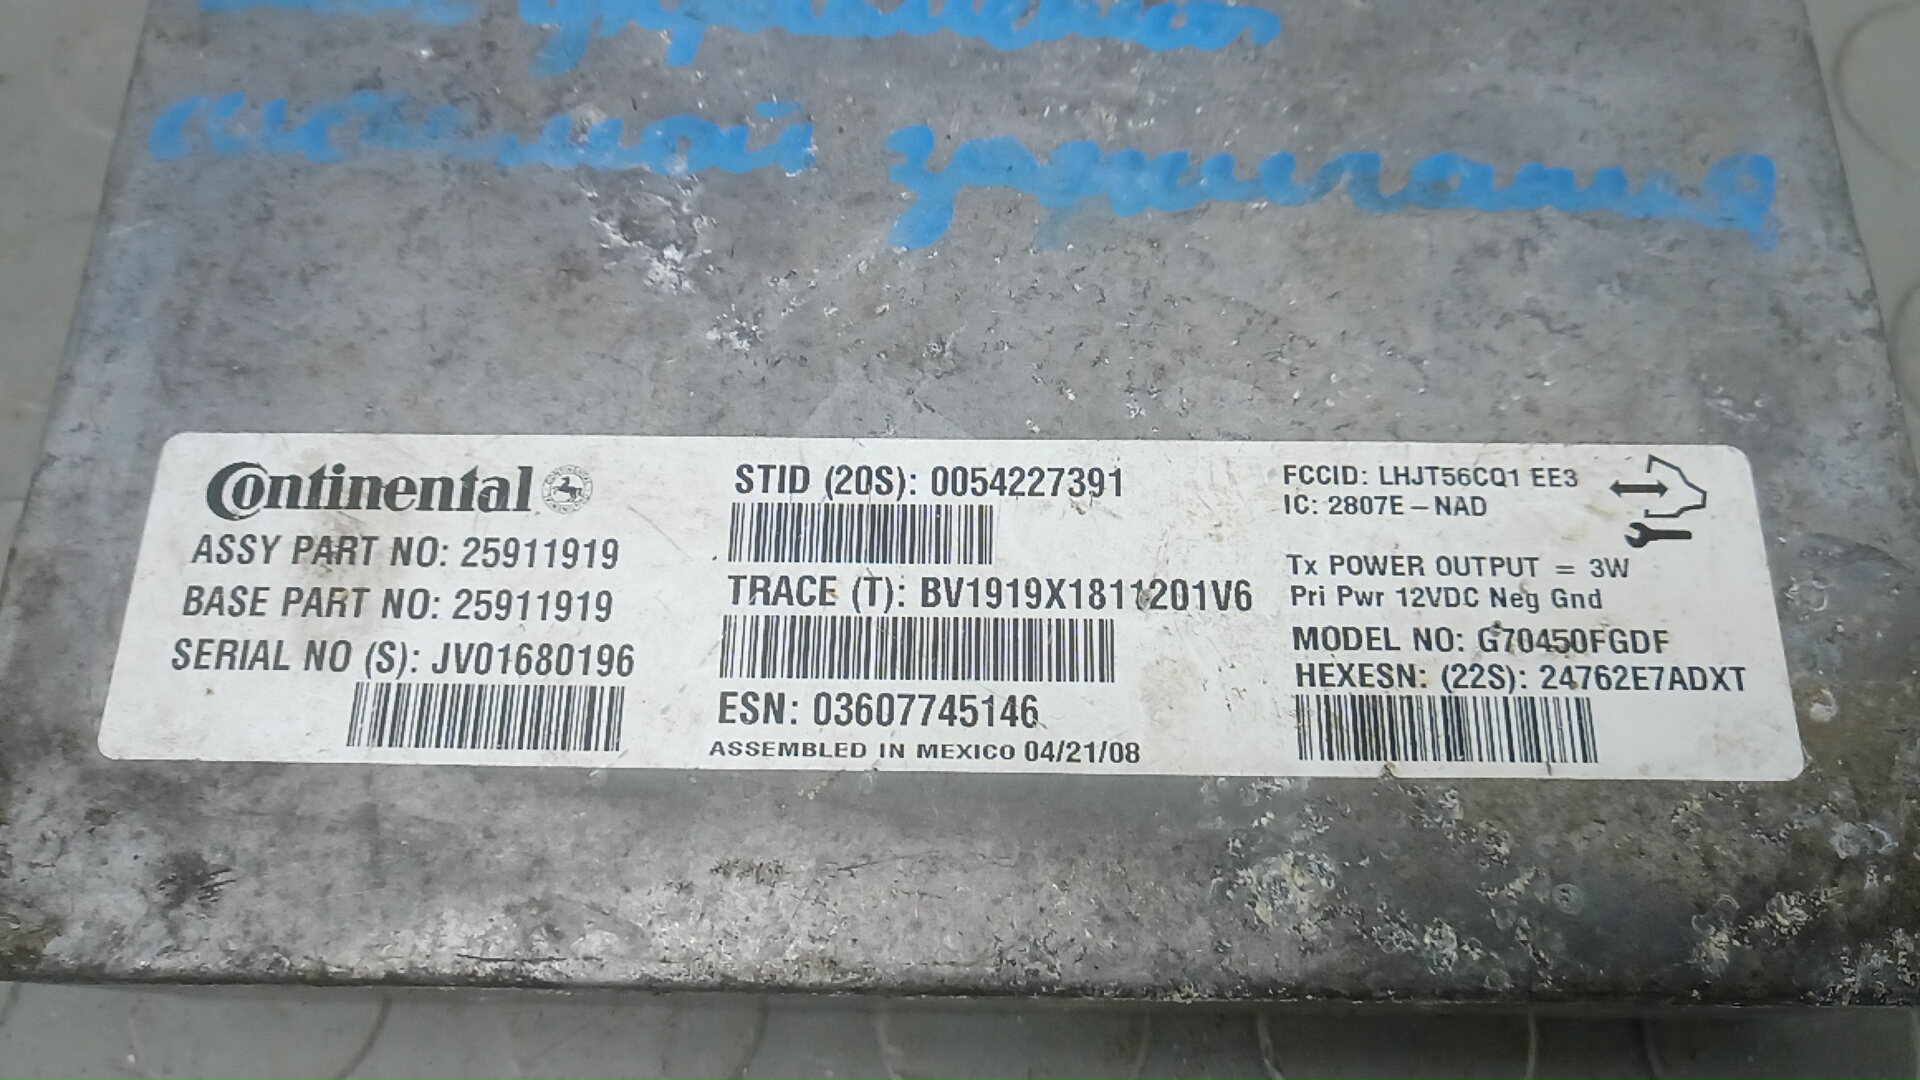 Continental
ASSY PART NO: 25911919
BASE PART NO: 25911919
SERIAL NO (S): JV01680196
STID (20S): 0054227391
TRACE (T): BV1919X1811201V6
ESN: 03607745146
ASSEMBLED IN MEXICO 04/21/08
FCCID: LHJT56CQ1 EE3
IC: 2807E – NAD
Tx POWER OUTPUT = 3W
Pri Pwr 12VDC Neg Gnd
MODEL NO: G70450FGDF
HEXESN: (22S): 24762E7ADXT